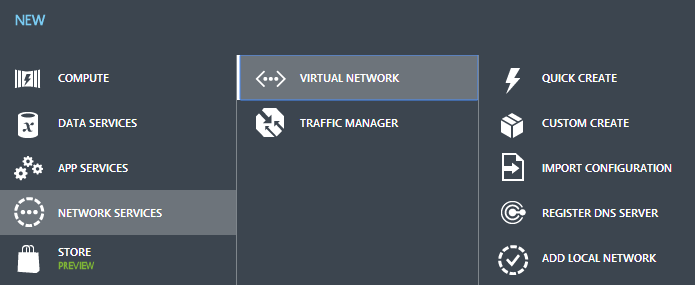 NEW
COMPUTE
DATA SERVICES
APP SERVICES
NETWORK SERVICES
STORE
PREVIEW
VIRTUAL NETWORK
TRAFFIC MANAGER
QUICK CREATE
CUSTOM CREATE
IMPORT CONFIGURATION
REGISTER DNS SERVER
ADD LOCAL NETWORK